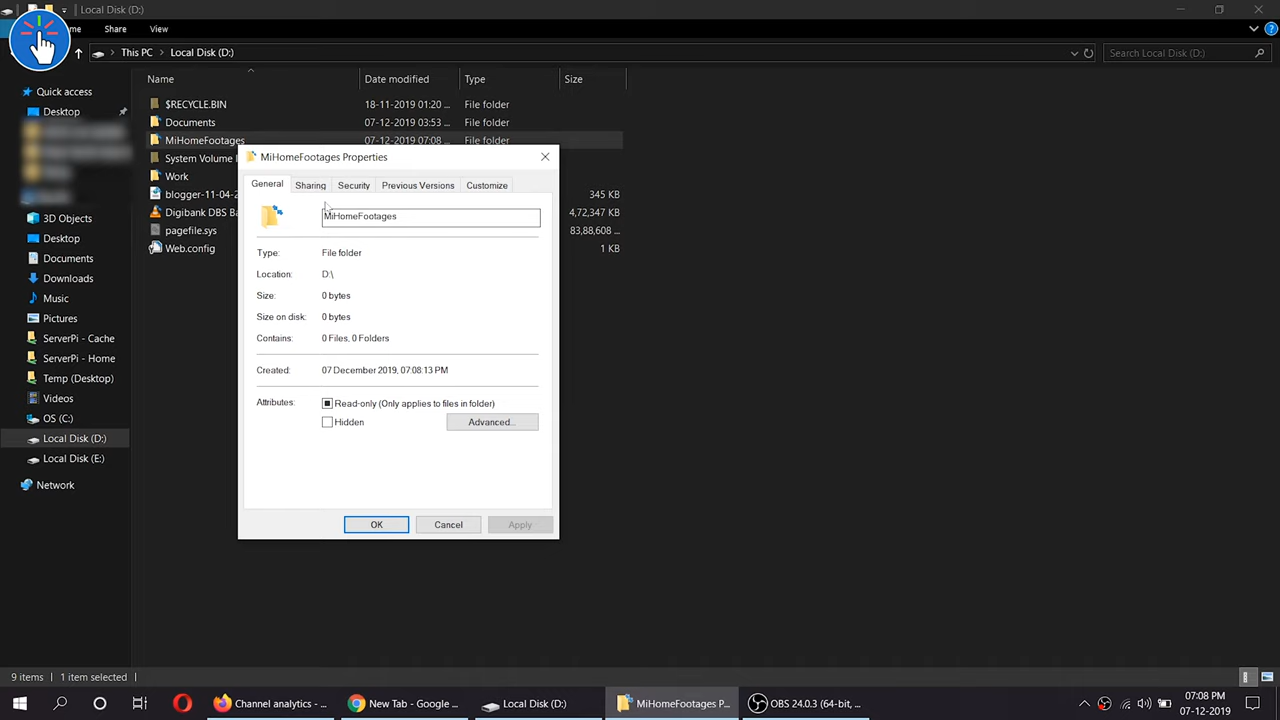 Local Disk (D:)
me Share View
This PC Local Disk (D:) Search Local Disk (D:)
Name Date modified Type Size
Quick access
Desktop
3D Objects
Desktop
Documents
Downloads
Music
Pictures
ServerPi - Cache
ServerPi - Home
Temp (Desktop)
Videos
OS (C:)
Local Disk (D:)
Local Disk (E:)
Network
$RECYCLE.BIN 18-11-2019 01:20 ... File folder
Documents 07-12-2019 03:53 ... File folder
MiHomeFootages 07-12-2019 07:08 ... File folder
System Volume I
Work
blogger-11-04-2 345 KB
Digibank DBS Ba 4,72,347 KB
pagefile.sys 83,88,608 ...
Web.config 1 KB
MiHomeFootages Properties
General Sharing Security Previous Versions Customize
MiHomeFootages
Type: File folder
Location: D:\
Size: 0 bytes
Size on disk: 0 bytes
Contains: 0 Files, 0 Folders
Created: 07 December 2019, 07:08:13 PM
Attributes: Read-only (Only applies to files in folder)
Hidden Advanced...
OK Cancel Apply
9 items 1 item selected
Channel analytics - ... New Tab - Google ... Local Disk (D:) MiHomeFootages P... OBS 24.0.3 (64-bit, ...
07:08 PM
07-12-2019